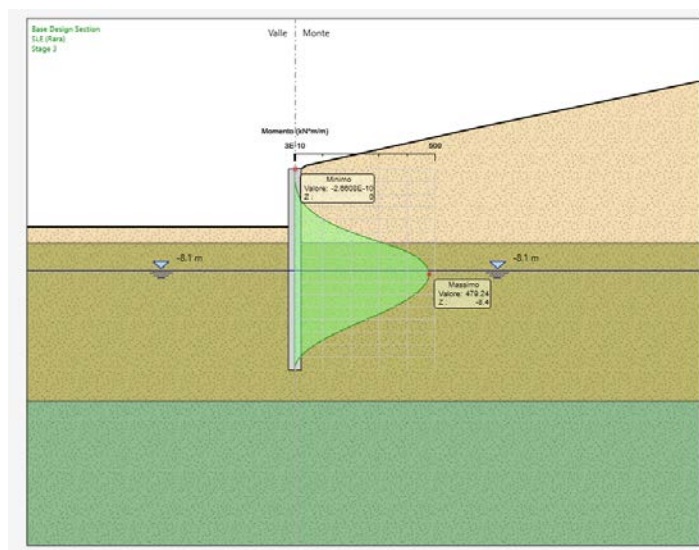 Base Design Section
SLE (Rara)
Stage 3
Valle
Monte
Momento (kN*m/m)
3E-10
500
Minimo
Valore: -2.6608E-10
Z : 0
-8.1 m
-8.1 m
Massimo
Valore: 479.24
Z : -8.4